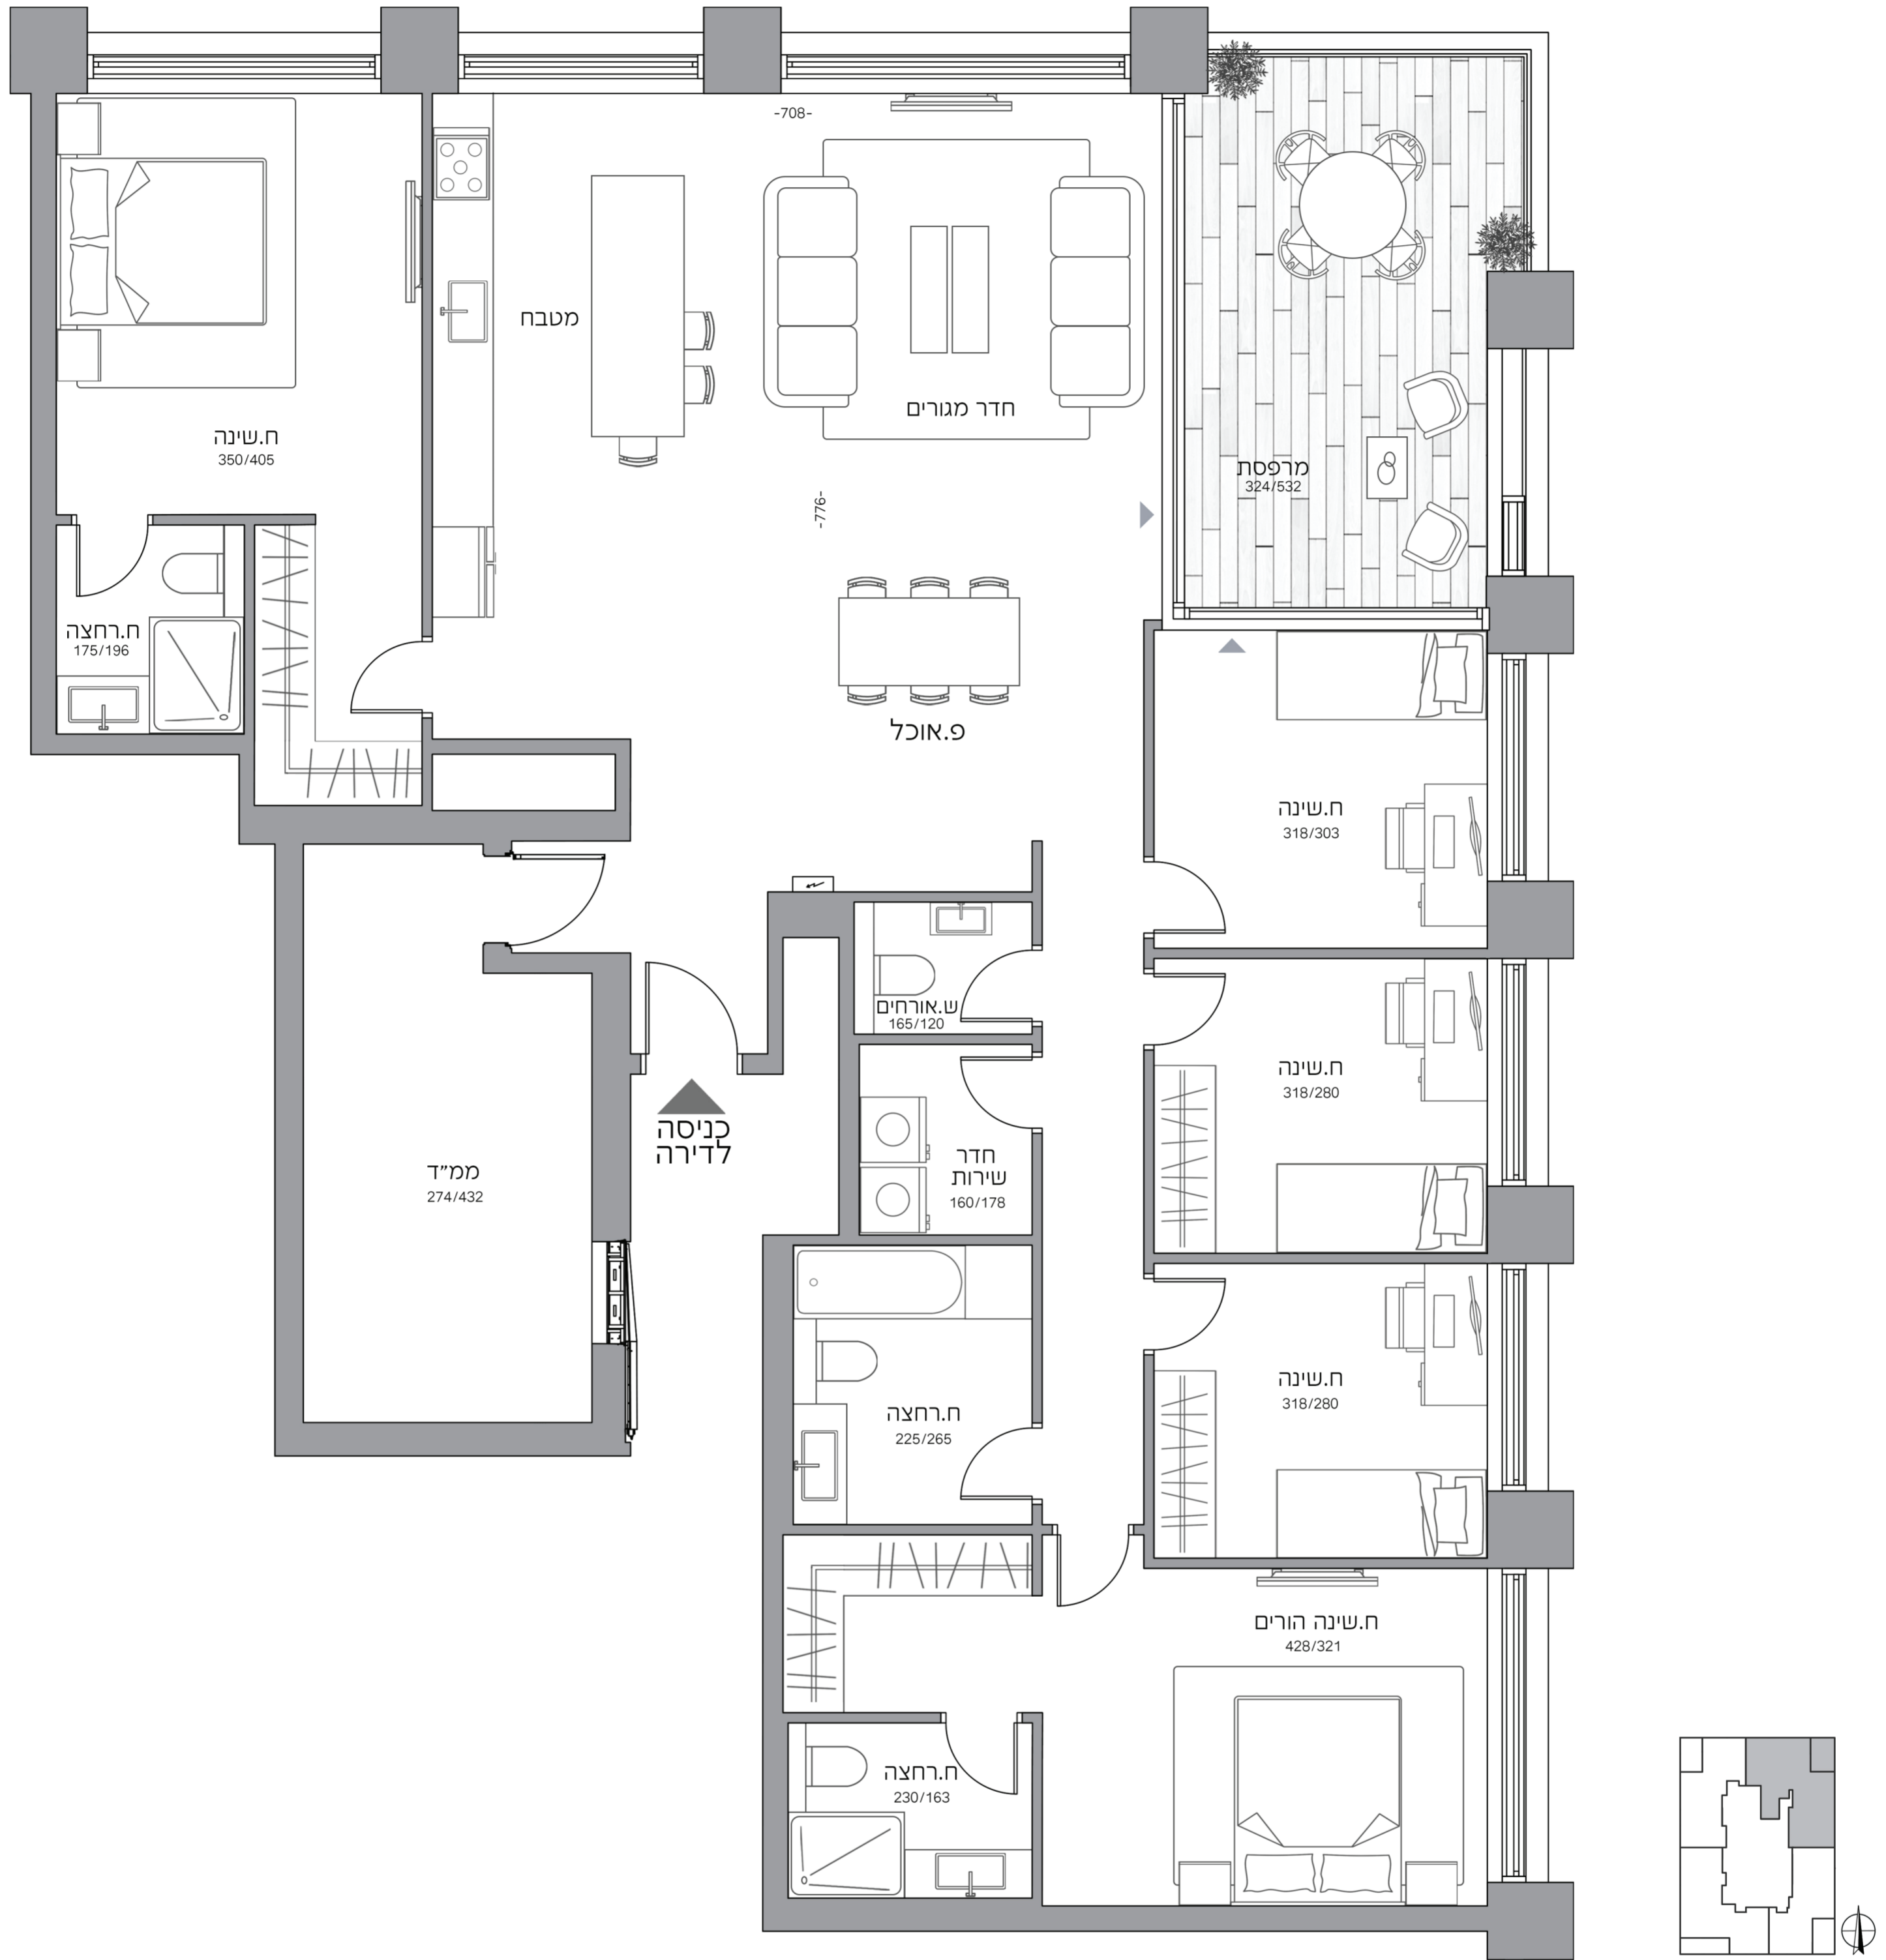 -708-
מטבח
חדר מגורים
ח.שינה
350/405
מרפסת
324/532
-776-
ח.רחצה
175/196
פ.אוכל
ח.שינה
318/303
ש.אורחים
165/120
ח.שינה
318/280
כניסה
לדירה
חדר
שירות
160/178
ממ״ד
274/432
ח.שינה
318/280
ח.רחצה
225/265
ח.שינה הורים
428/321
ח.רחצה
230/163